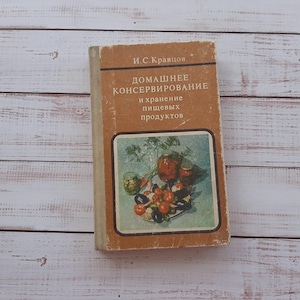 И. С. Кравцов
ДОМАШНЕЕ
КОНСЕРВИРОВАНИЕ
и хранение
пищевых
продуктов